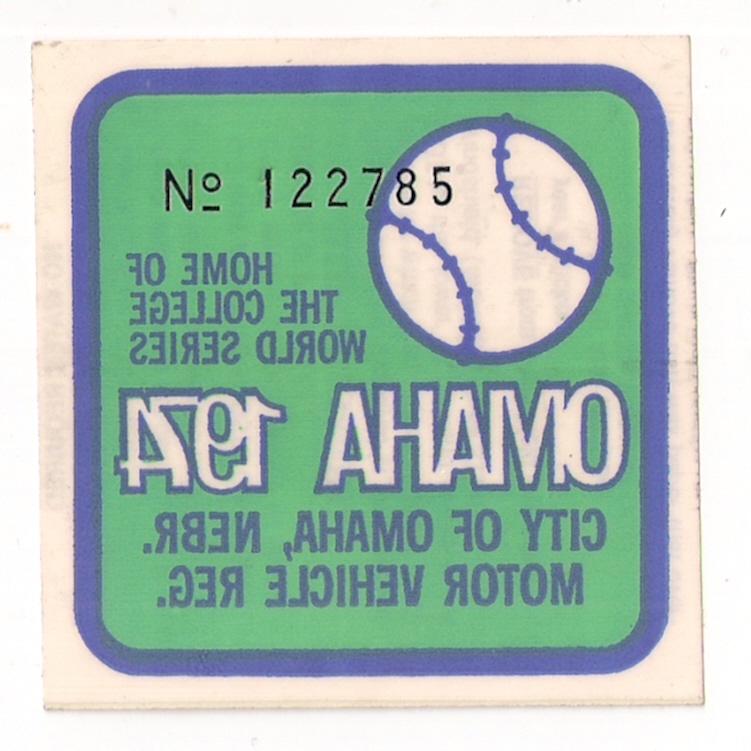 Nº 122785
HOME OF
THE COLLEGE
WORLD SERIES
OMAHA 1974
CITY OF OMAHA, NEBR.
MOTOR VEHICLE REG.